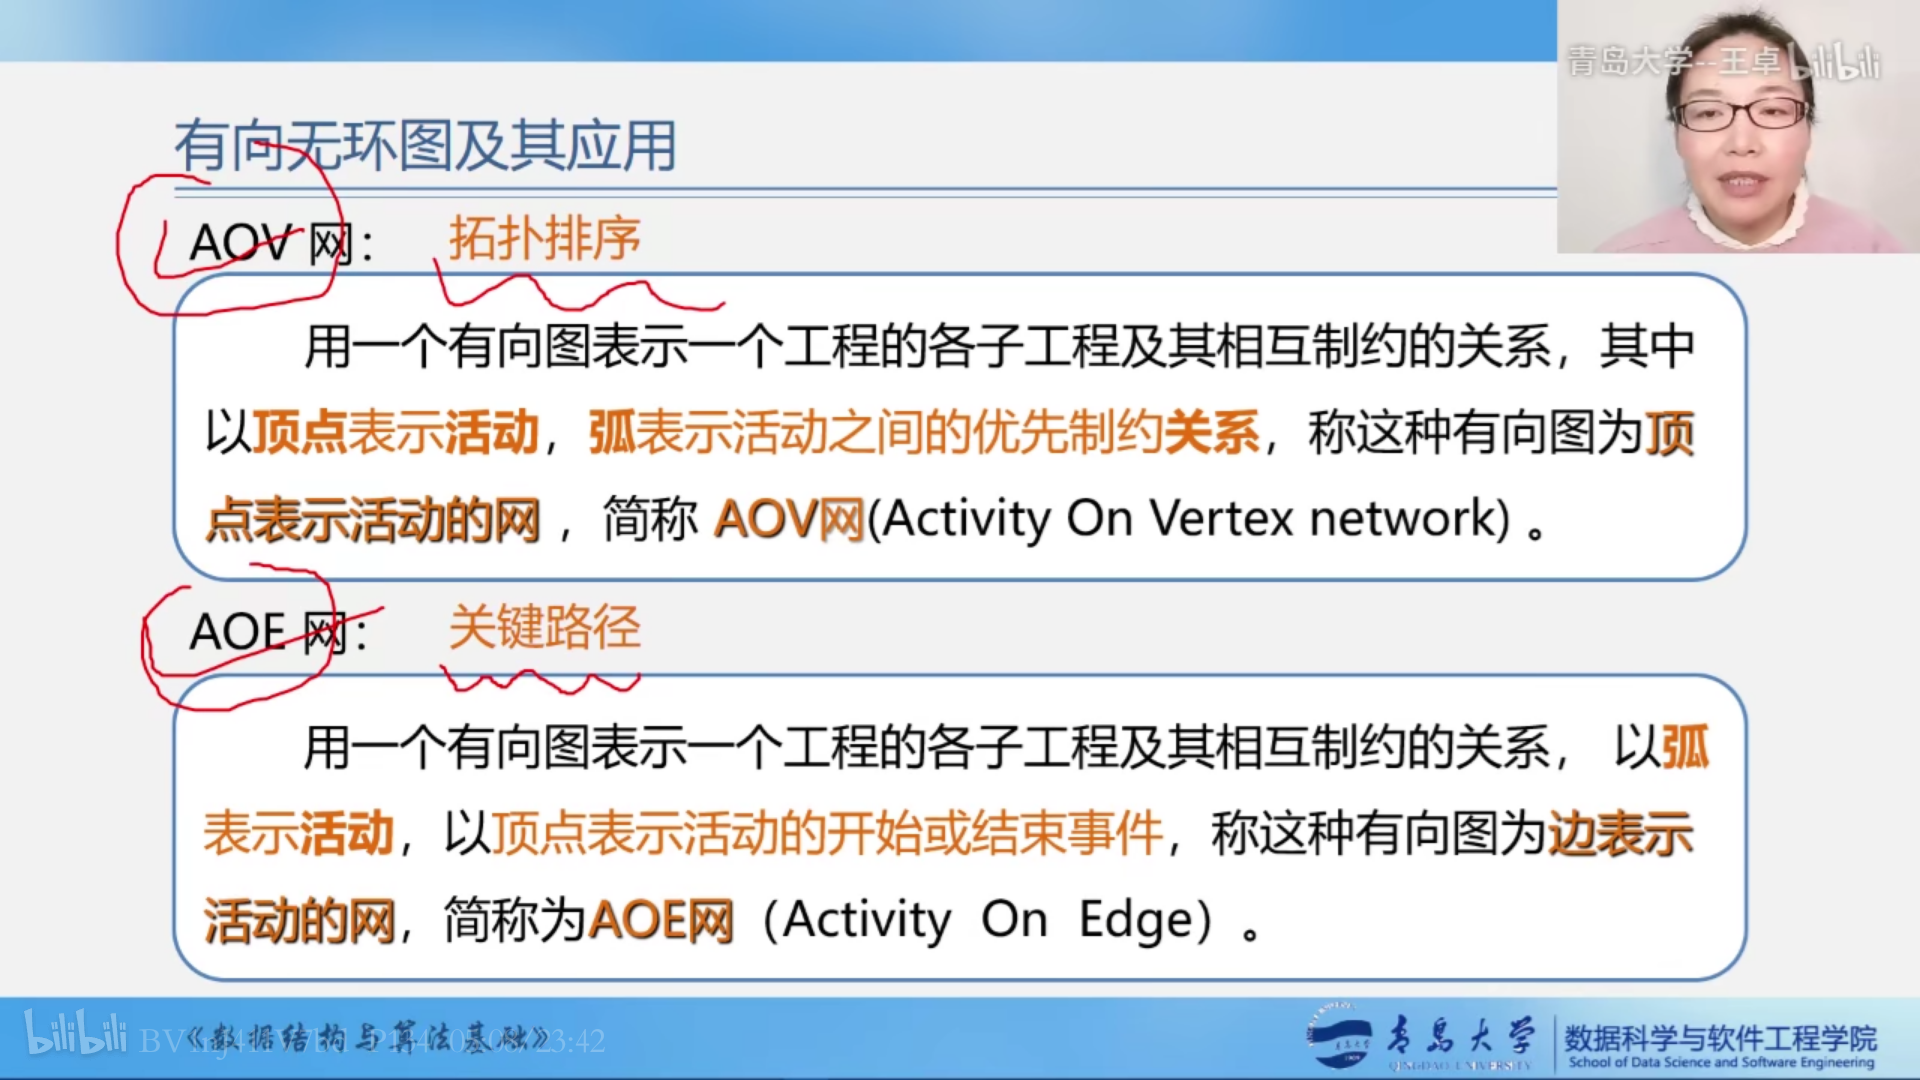 青岛大学--王卓 bilibili
有向无环图及其应用
AOV 网： 拓扑排序
用一个有向图表示一个工程的各子工程及其相互制约的关系，其中
以顶点表示活动，弧表示活动之间的优先制约关系，称这种有向图为顶
点表示活动的网 ，简称 AOV网(Activity On Vertex network) 。
AOE 网： 关键路径
用一个有向图表示一个工程的各子工程及其相互制约的关系， 以弧
表示活动，以顶点表示活动的开始或结束事件，称这种有向图为边表示
活动的网，简称为AOE网（Activity On Edge）。
bilibili
《数据结构与算法基础》
青岛大学
QINGDAO UNIVERSITY
数据科学与软件工程学院
School of Data Science and Software Engineering